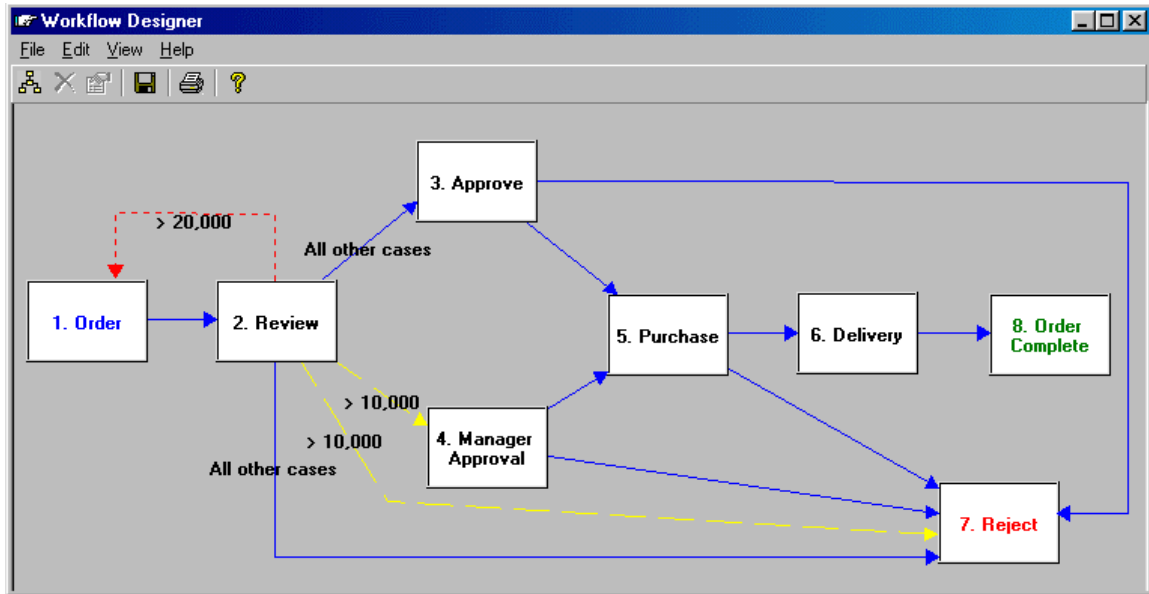 Workflow Designer
File Edit View Help
3. Approve
> 20,000
All other cases
1. Order
2. Review
5. Purchase
6. Delivery
8. Order
Complete
> 10,000
> 10,000
4. Manager
Approval
All other cases
7. Reject